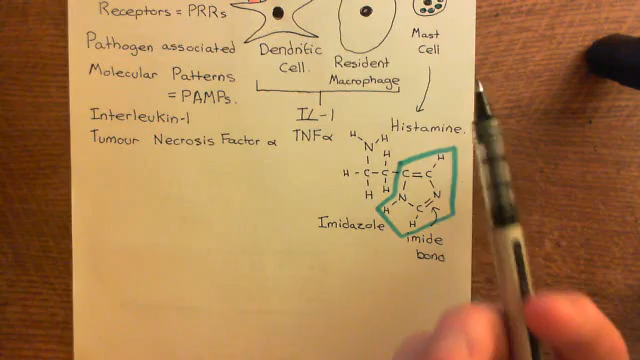 Receptors = PRRs
Pathogen associated
Molecular Patterns
= PAMPs.
Interleukin-1
Tumour Necrosis Factor α
Dendritic
Cell.
Resident
Macrophage
Mast
Cell
IL-1
TNFα
Histamine.
H H
N
H
H - C - C - C = C
H H
H
N N
H C
H
Imidazole
imide
bond